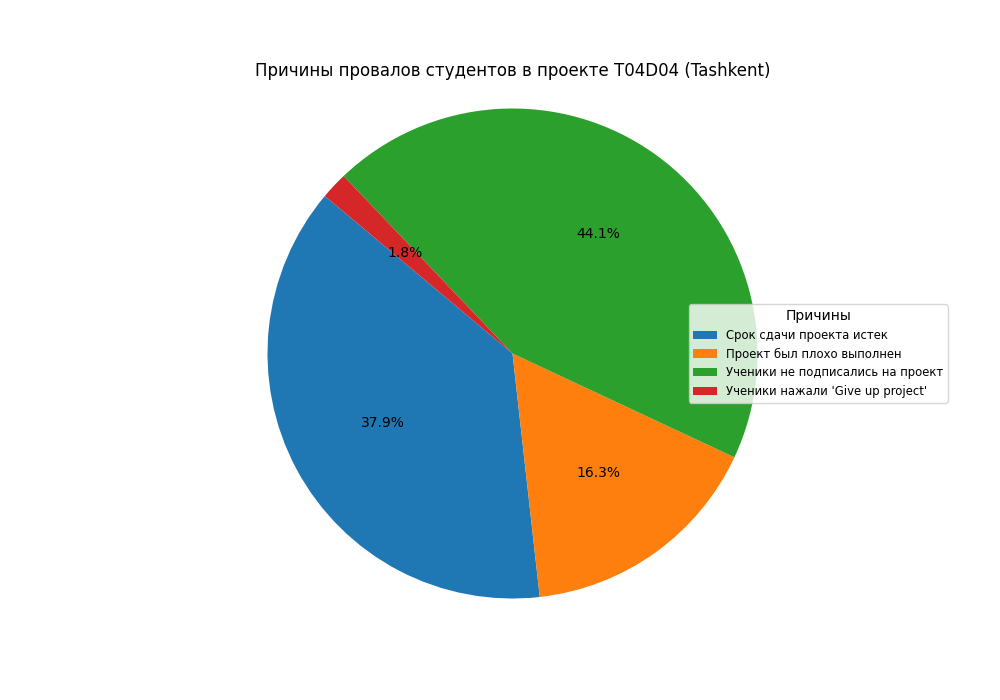 Причины провалов студентов в проекте T04D04 (Tashkent)
44.1%
1.8%
Причины
Срок сдачи проекта истек
Проект был плохо выполнен
Ученики не подписались на проект
Ученики нажали 'Give up project'
37.9%
16.3%